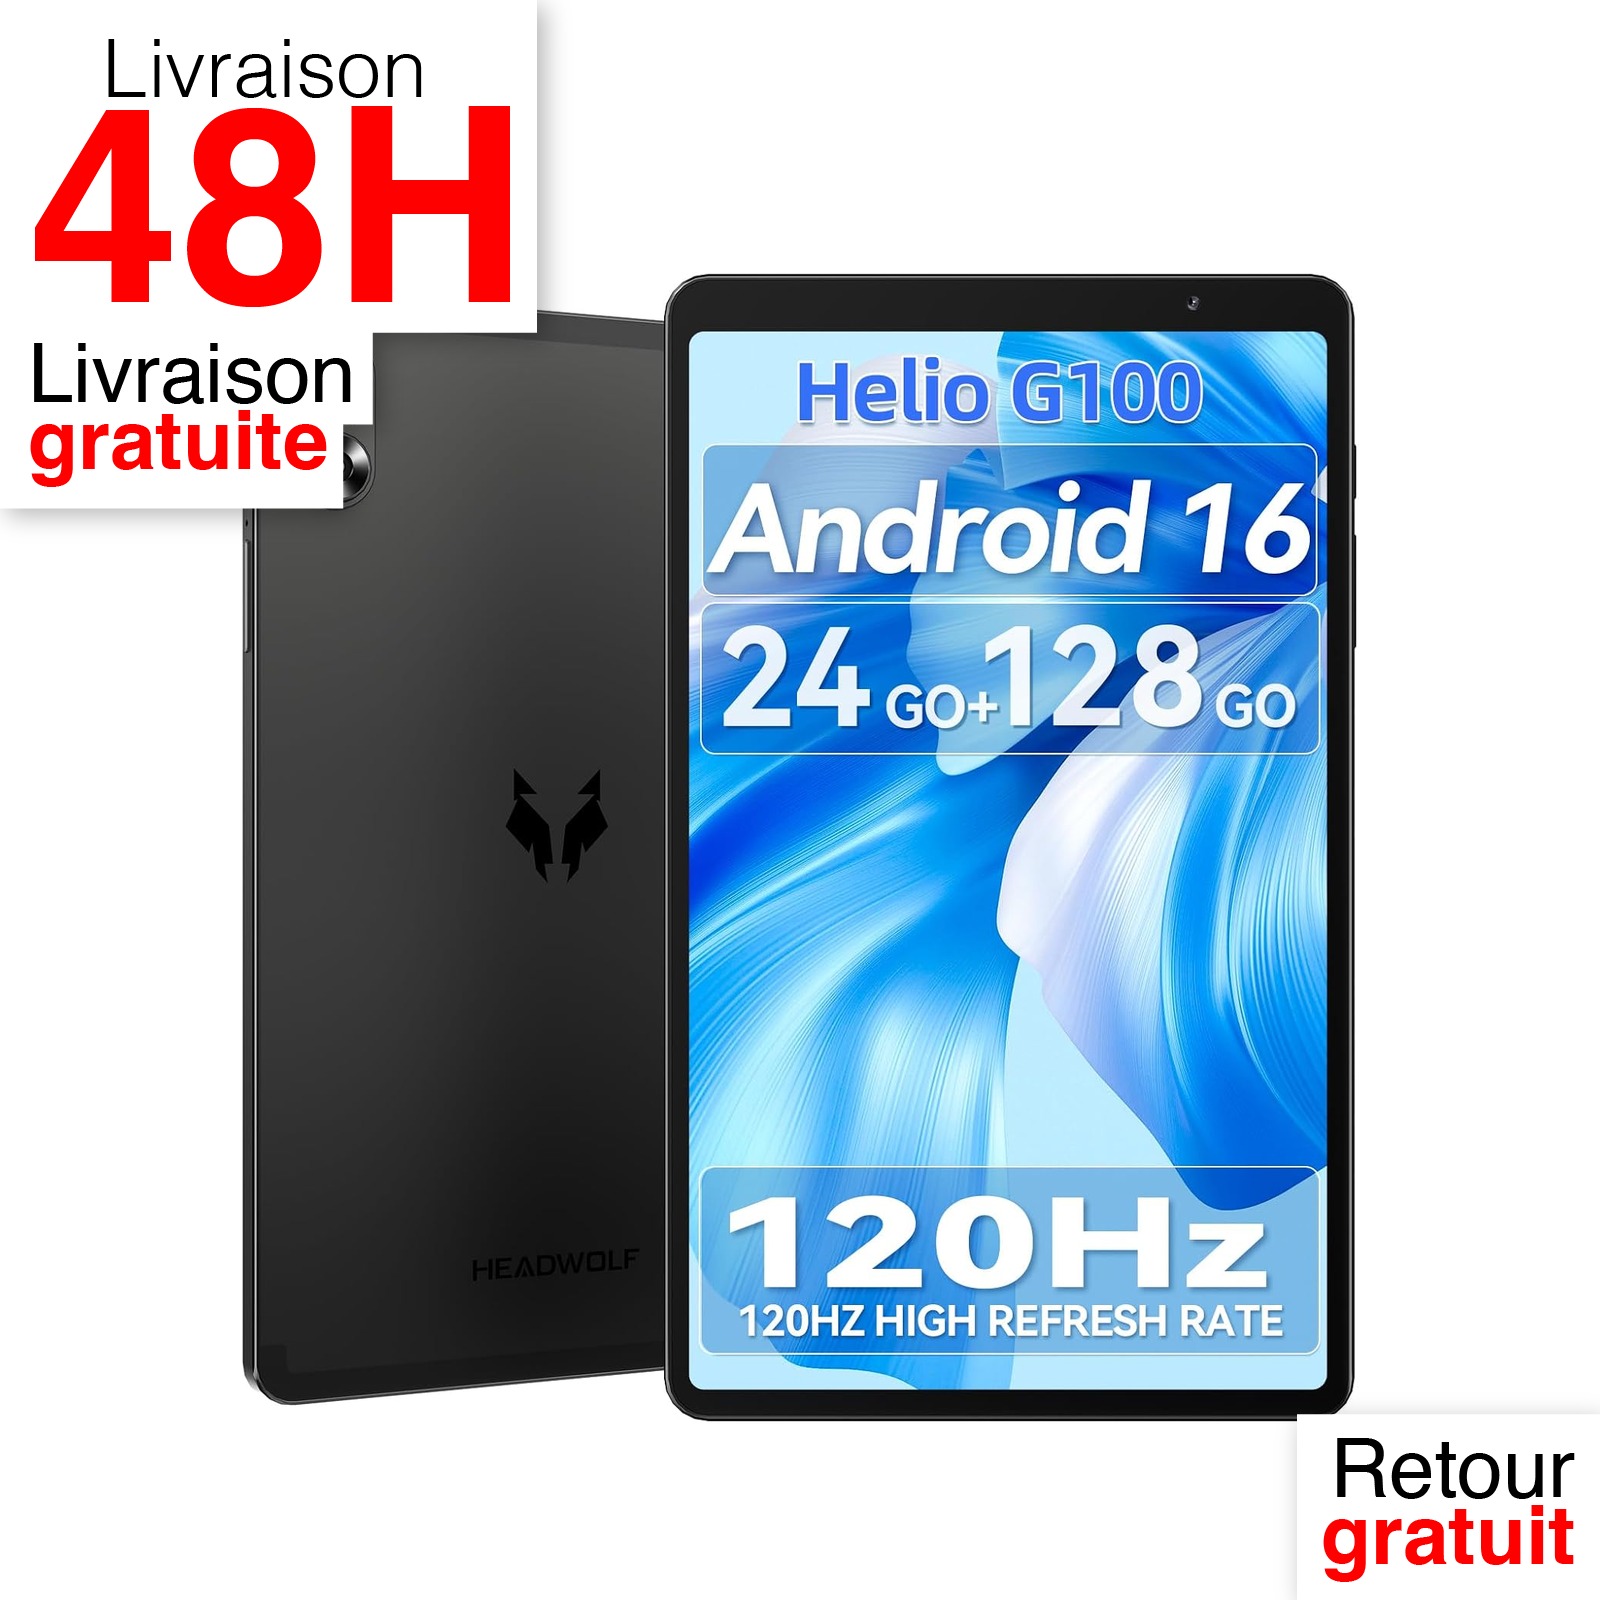 Livraison
48H
Livraison
gratuite
Helio G100
Android 16
24 GO+128 GO
120Hz
120HZ HIGH REFRESH RATE
HEADWOLF
Retour
gratuit